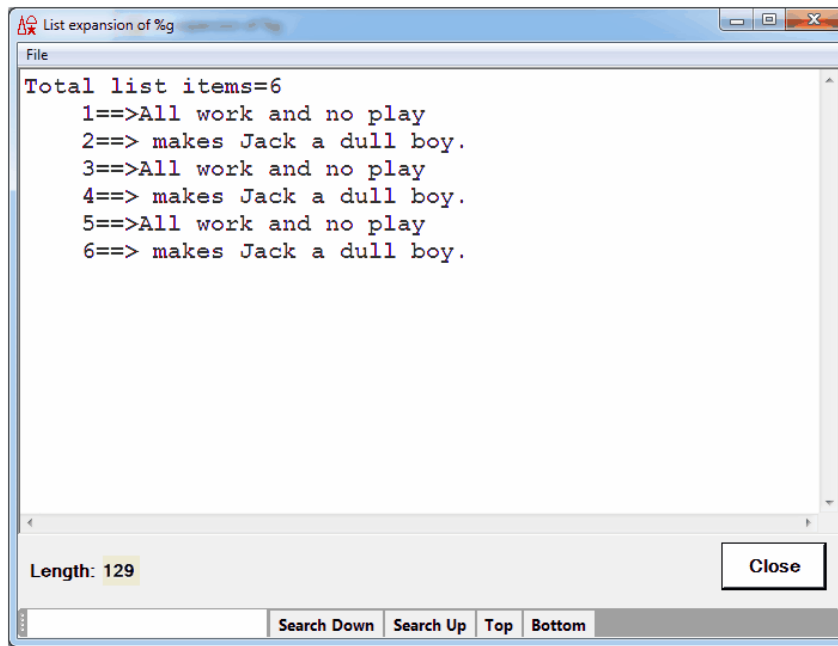 List expansion of %g
File
Total list items=6
1==>All work and no play
2==> makes Jack a dull boy.
3==>All work and no play
4==> makes Jack a dull boy.
5==>All work and no play
6==> makes Jack a dull boy.
Length: 129
Close
Search Down Search Up Top Bottom